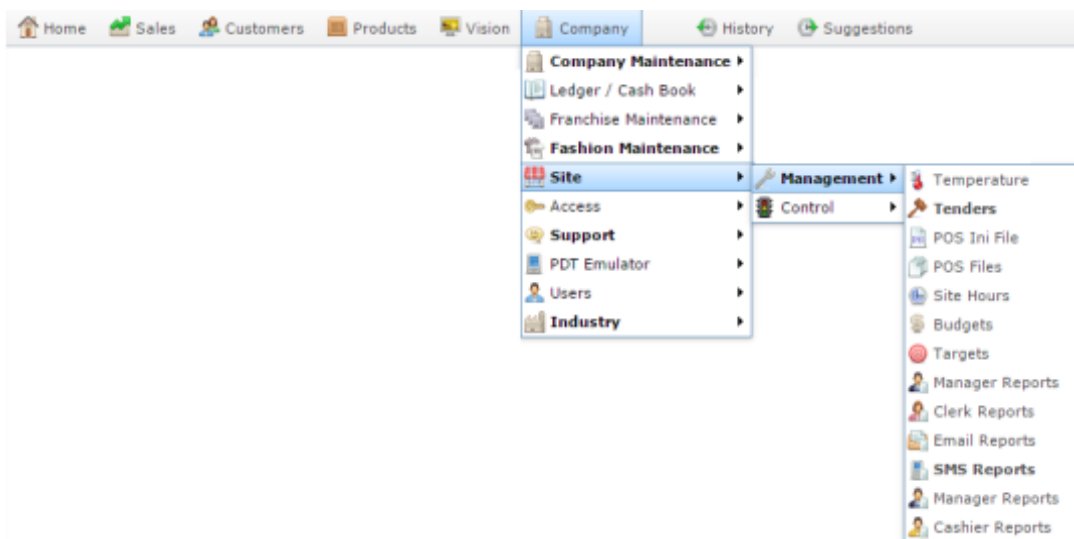 Home Sales Customers Products Vision Company History Suggestions
Company Maintenance
Ledger / Cash Book
Franchise Maintenance
Fashion Maintenance
Site
Access
Support
PDT Emulator
Users
Industry
Management
Control
Temperature
Tenders
POS Ini File
POS Files
Site Hours
Budgets
Targets
Manager Reports
Clerk Reports
Email Reports
SMS Reports
Manager Reports
Cashier Reports